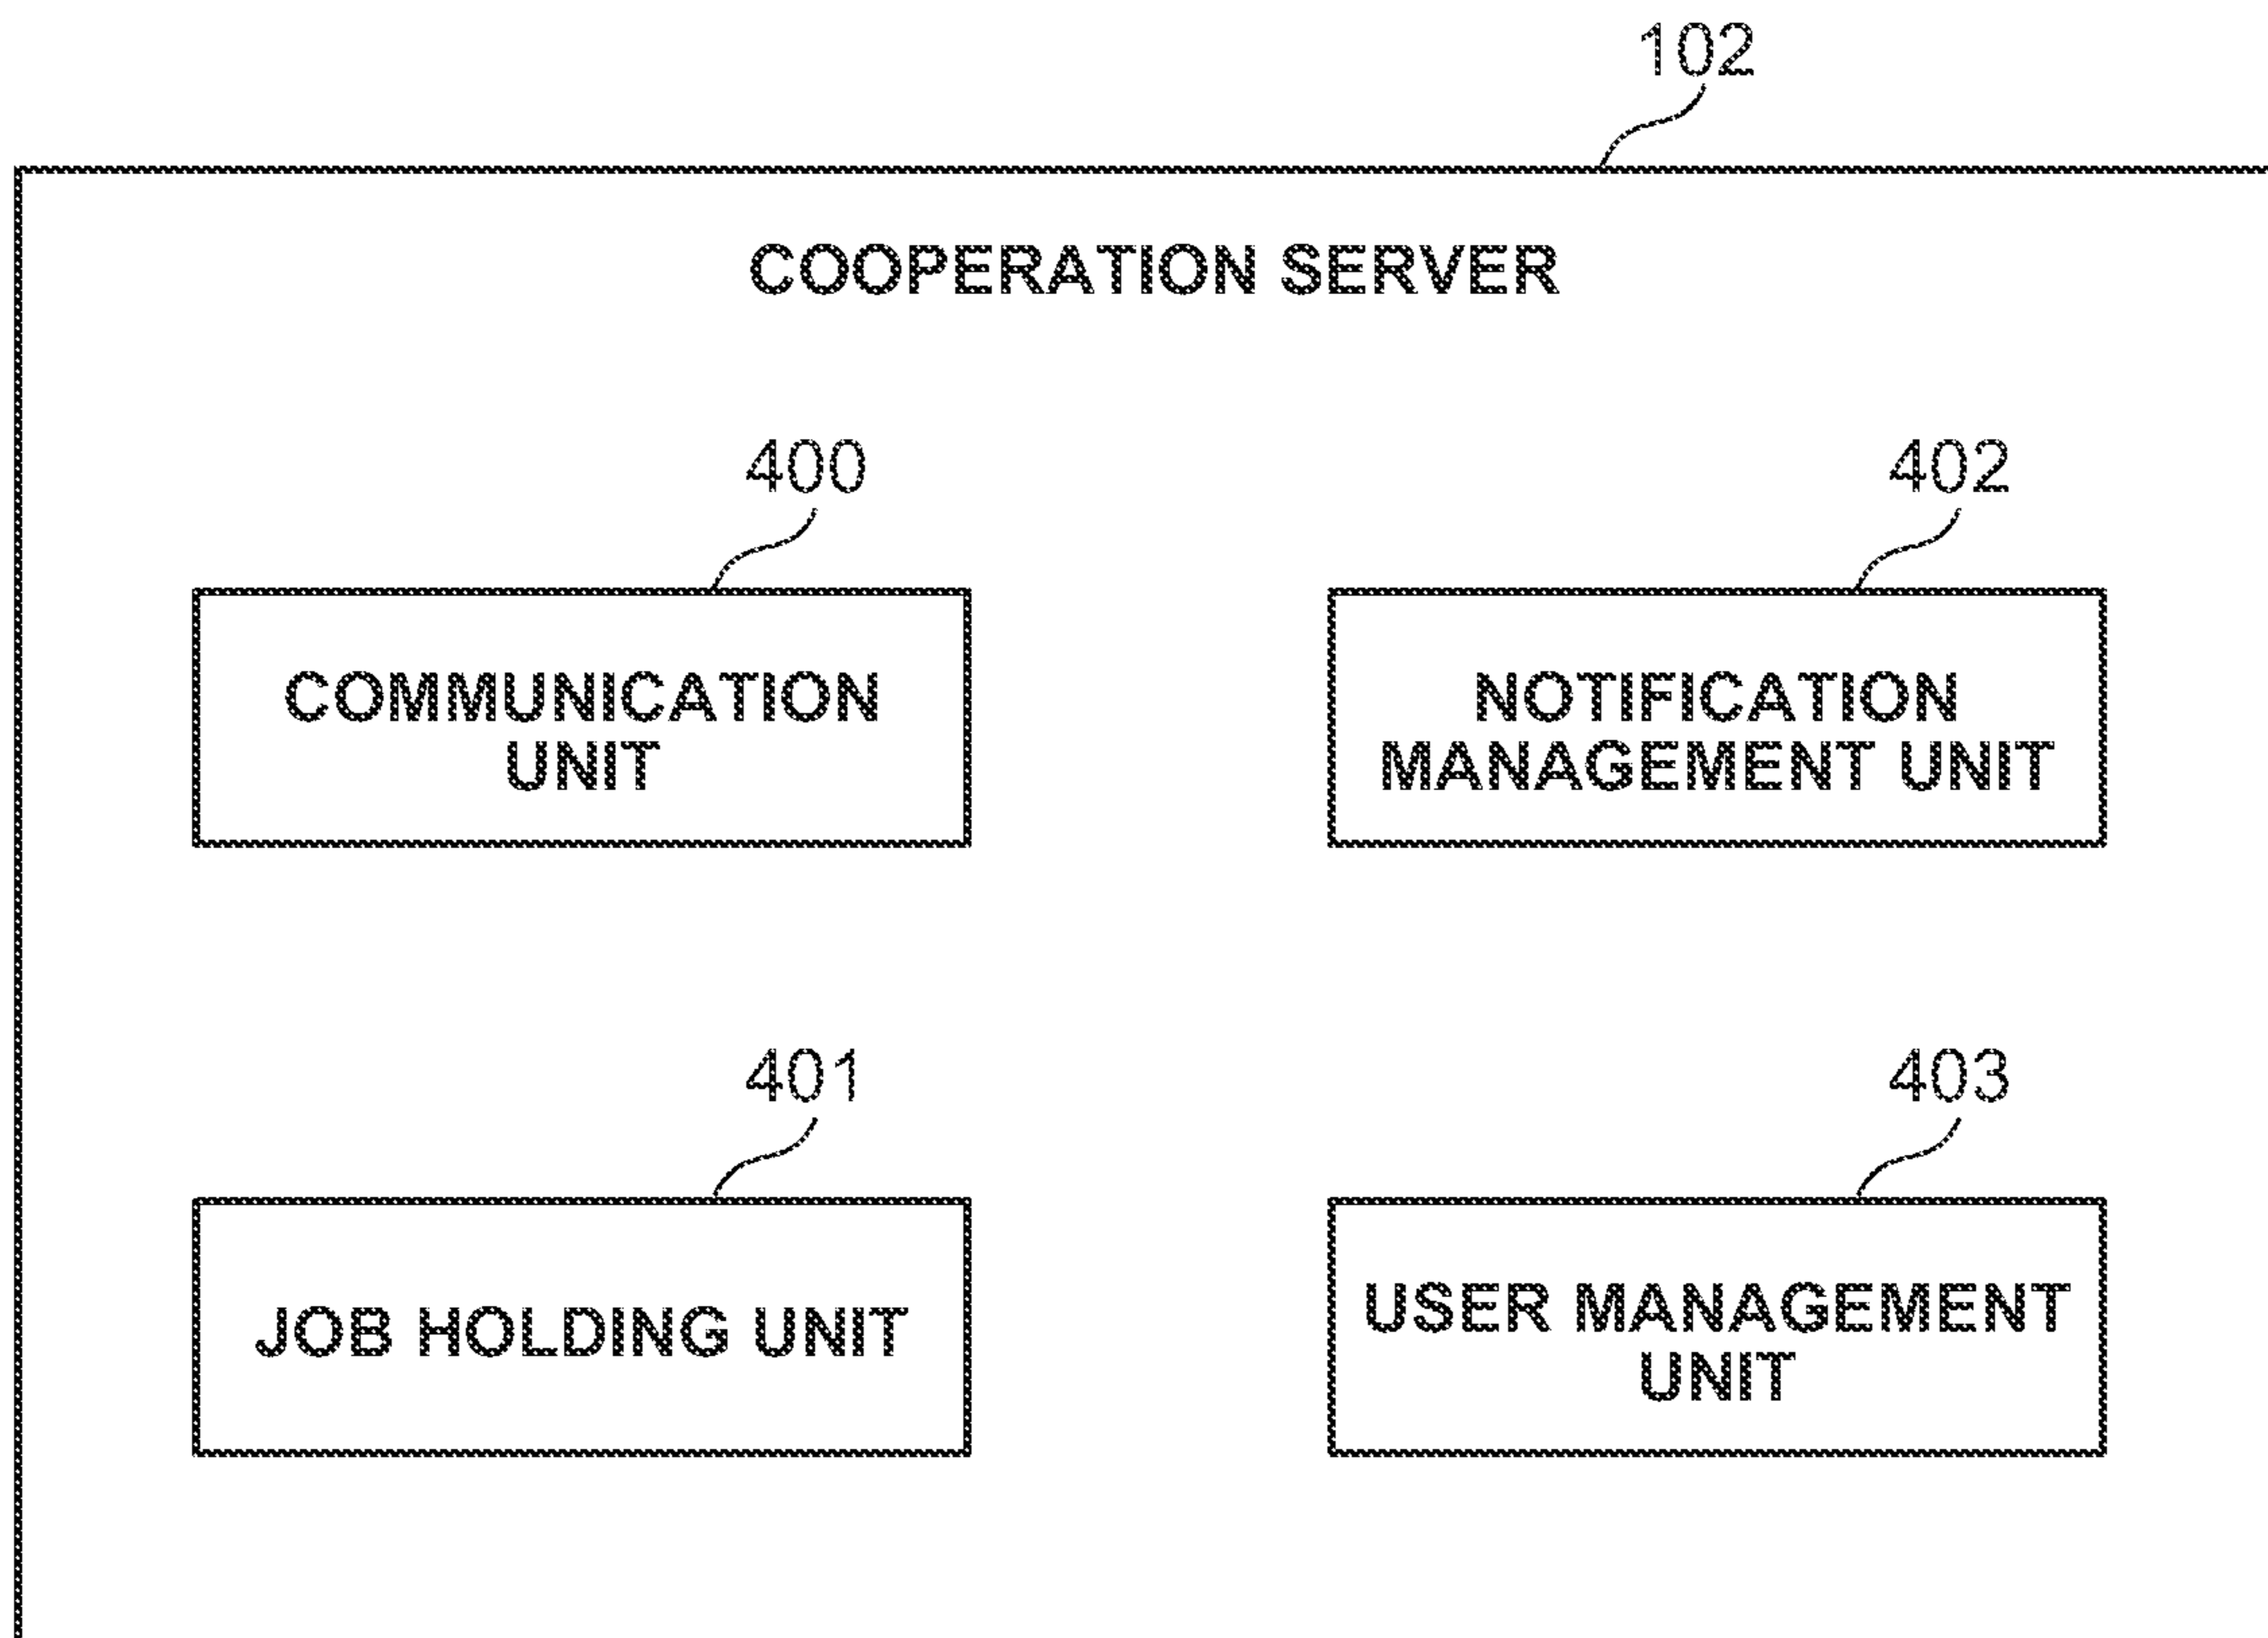 102
COOPERATION SERVER
400
COMMUNICATION
UNIT
402
NOTIFICATION
MANAGEMENT UNIT
401
JOB HOLDING UNIT
403
USER MANAGEMENT
UNIT